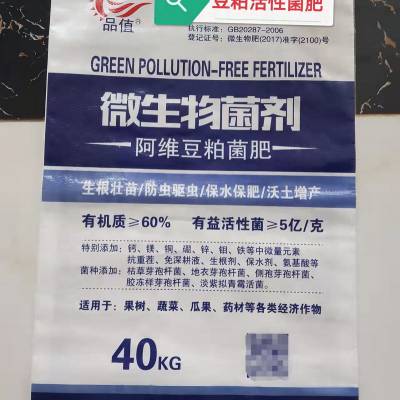 豆粕活性菌肥
品值®
执行标准：GB20287-2006
登记证号：微生物肥(2017)准字(2100)号
GREEN POLLUTION-FREE FERTILIZER
微生物菌剂
阿维豆粕菌肥
生根壮苗/防虫驱虫/保水保肥/沃土增产
有机质≥60% 有益活性菌≥5亿/克
特别添加：钙、镁、铜、硼、锌、钼、铁等中微量元素
抗重茬、免深耕液、生根剂、保水剂、氨基酸等
菌种添加：枯草芽孢杆菌、地衣芽孢杆菌、侧孢芽孢杆菌、
胶冻样芽孢杆菌、淡紫拟青霉活菌。
适用于：果树、蔬菜、瓜果、药材等各类经济作物
40KG